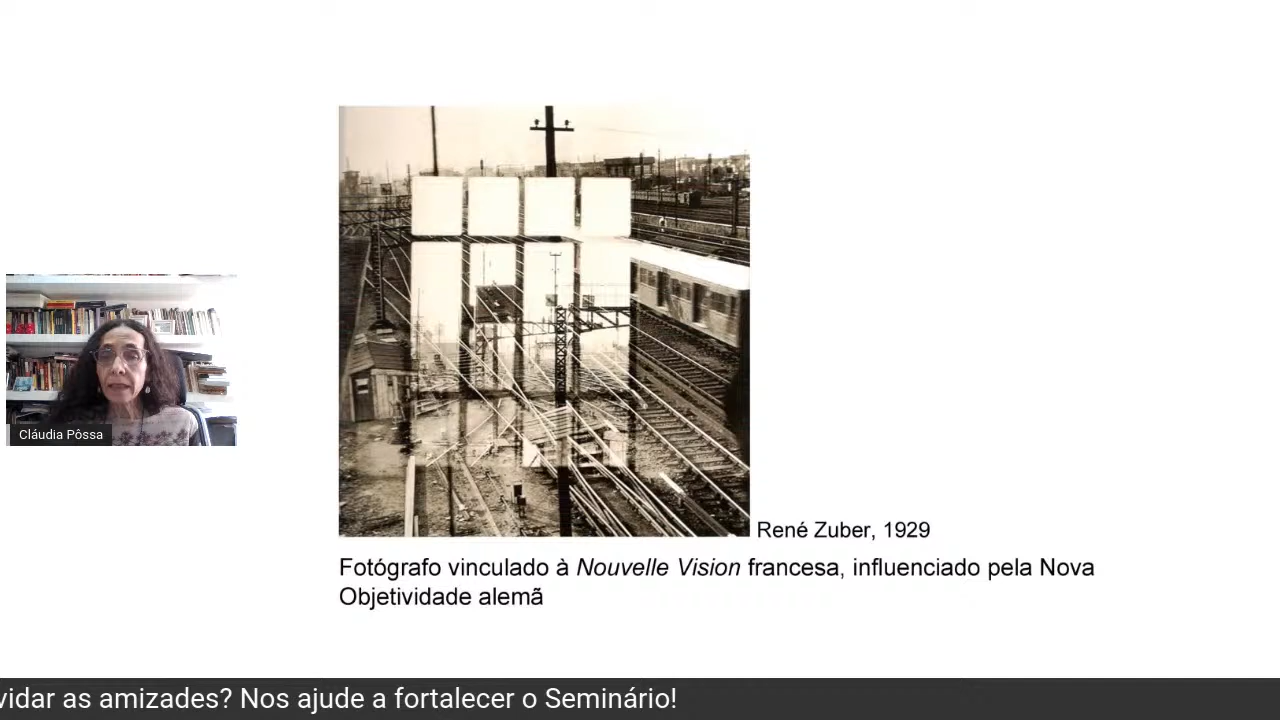 René Zuber, 1929
Fotógrafo vinculado à Nouvelle Vision francesa, influenciado pela Nova
Objetividade alemã
Cláudia Pôssa
vidar as amizades? Nos ajude a fortalecer o Seminário!